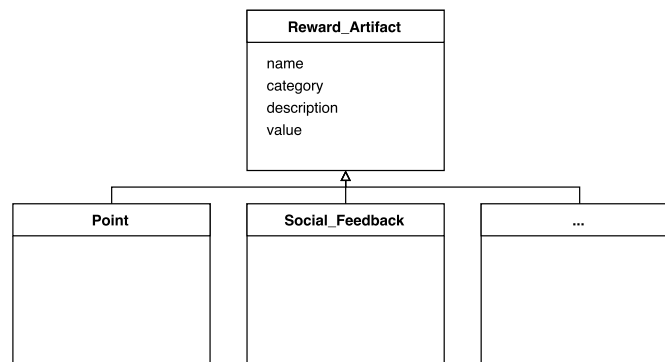 Reward_Artifact
name
category
description
value
Point
Social_Feedback
...